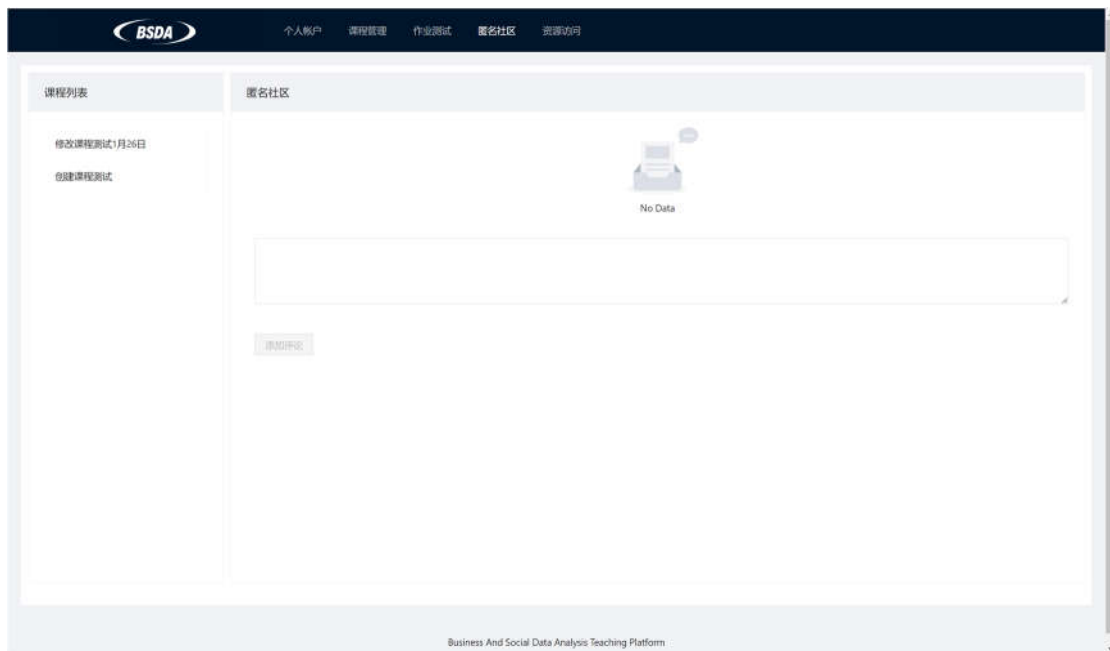 BSDA
个人帐户 课程管理 作业测试 匿名社区 资源访问
课程列表
匿名社区
修改课程测试1月26日
创建课程测试
No Data
添加评论
Business And Social Data Analysis Teaching Platform